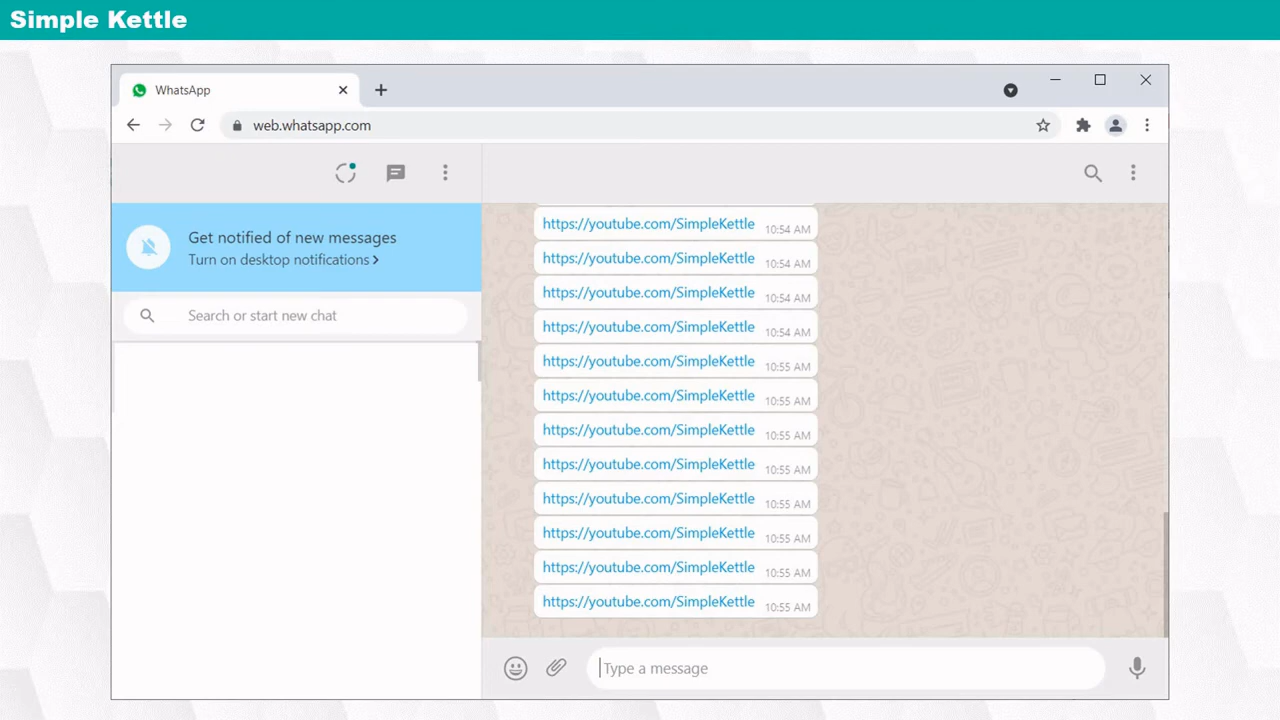 Simple Kettle
WhatsApp
web.whatsapp.com
Get notified of new messages
Turn on desktop notifications >
Search or start new chat
https://youtube.com/SimpleKettle 10:54 AM
https://youtube.com/SimpleKettle 10:54 AM
https://youtube.com/SimpleKettle 10:54 AM
https://youtube.com/SimpleKettle 10:54 AM
https://youtube.com/SimpleKettle 10:55 AM
https://youtube.com/SimpleKettle 10:55 AM
https://youtube.com/SimpleKettle 10:55 AM
https://youtube.com/SimpleKettle 10:55 AM
https://youtube.com/SimpleKettle 10:55 AM
https://youtube.com/SimpleKettle 10:55 AM
https://youtube.com/SimpleKettle 10:55 AM
https://youtube.com/SimpleKettle 10:55 AM
Type a message